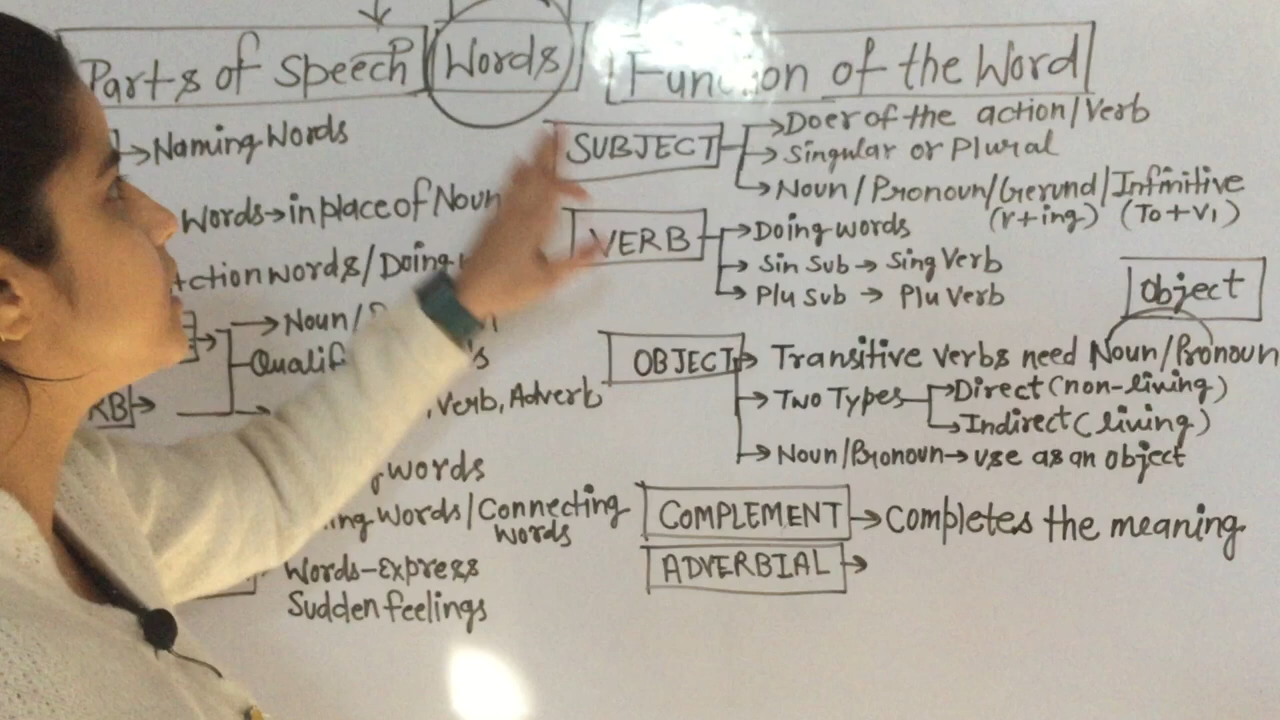 Parts of Speech
Words
Function of the Word
Naming Words
Words→in place of Noun
Action words/Doing
Noun/
Qualif
Verb, Adverb
words
Words/Connecting
words
Words-Express
Sudden feelings
SUBJECT
Doer of the action/Verb
Singular or Plural
Noun/Pronoun/Gerund/Infinitive
(V+ing) (To+V1)
VERB
Doing words
Sin Sub → Sing Verb
Plu Sub → Plu Verb
Object
OBJECT → Transitive verbs need Noun/Pronoun
Two Types
Direct (non-living)
Indirect (living)
Noun/Pronoun→use as an object
COMPLEMENT → Completes the meaning
ADVERBIAL →